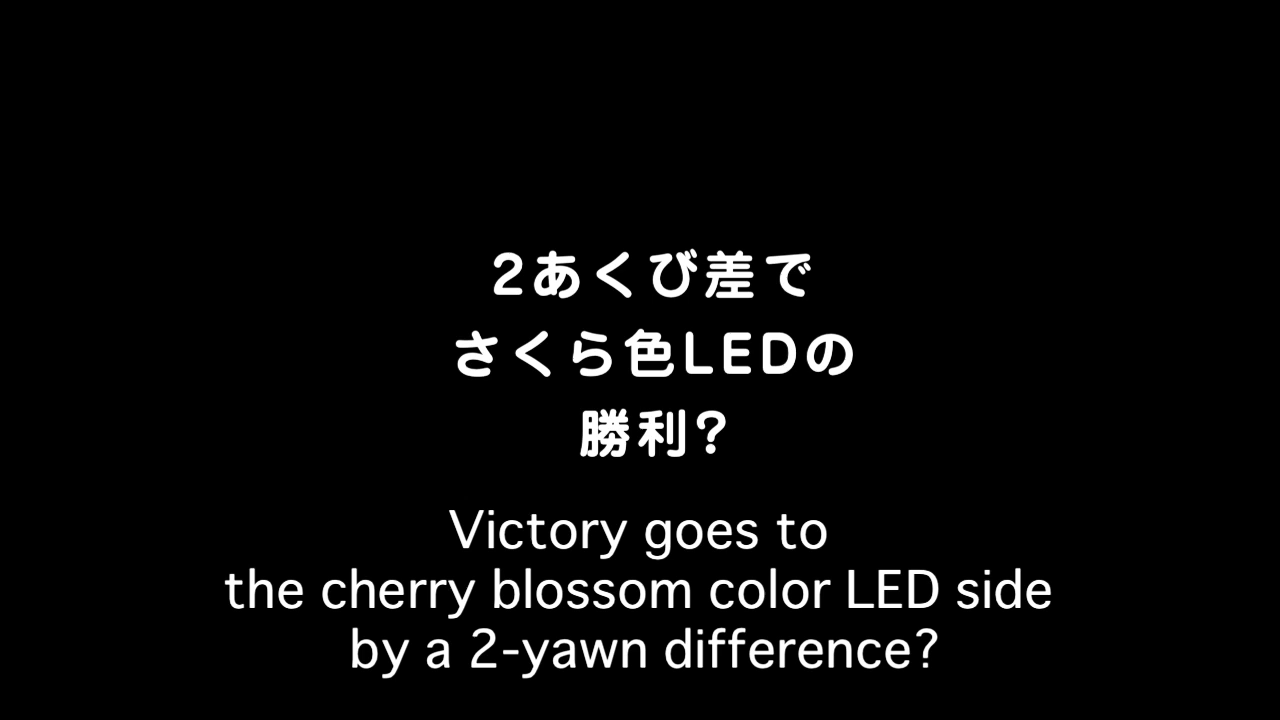 2あくび差で
さくら色LEDの
勝利?
Victory goes to
the cherry blossom color LED side
by a 2-yawn difference?